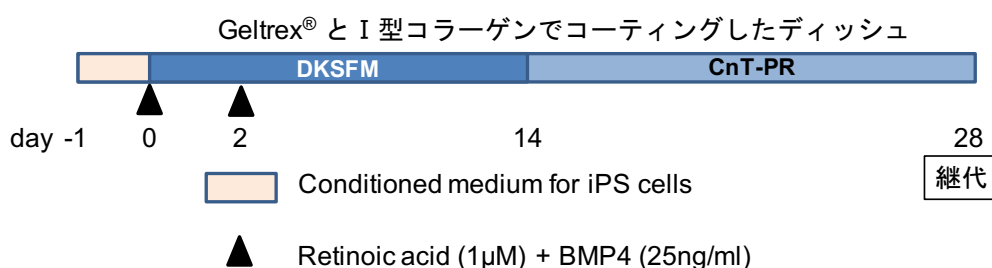 Geltrex® とⅠ型コラーゲンでコーティングしたディッシュ
DKSFM CnT-PR
day -1 0 2 14 28
継代
Conditioned medium for iPS cells
Retinoic acid (1μM) + BMP4 (25ng/ml)